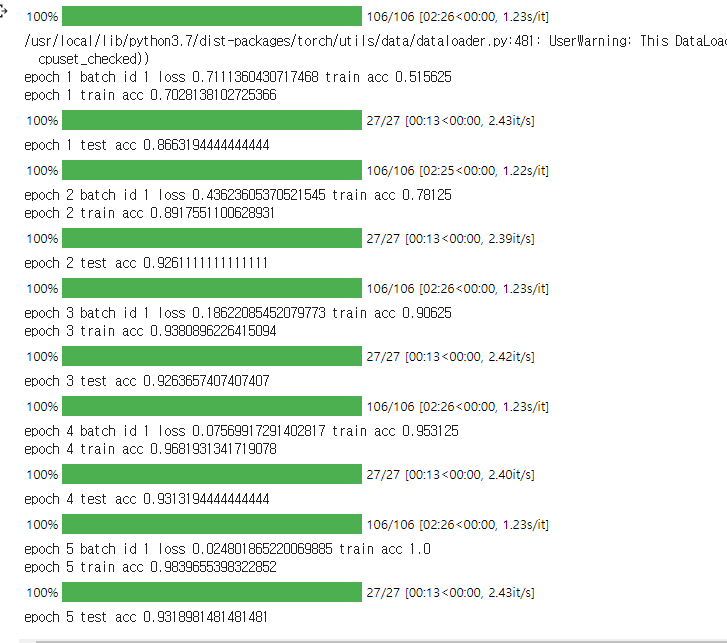 100% 106/106 [02:26<00:00, 1.23s/it]
/usr/local/lib/python3.7/dist-packages/torch/utils/data/dataloader.py:481: UserWarning: This DataLoa
cpuset_checked))
epoch 1 batch id 1 loss 0.7111360430717468 train acc 0.515625
epoch 1 train acc 0.7028138102725366
100% 27/27 [00:13<00:00, 2.43it/s]
epoch 1 test acc 0.8663194444444444
100% 106/106 [02:25<00:00, 1.22s/it]
epoch 2 batch id 1 loss 0.43623605370521545 train acc 0.78125
epoch 2 train acc 0.8917551100628931
100% 27/27 [00:13<00:00, 2.39it/s]
epoch 2 test acc 0.9261111111111111
100% 106/106 [02:26<00:00, 1.23s/it]
epoch 3 batch id 1 loss 0.18622085452079773 train acc 0.90625
epoch 3 train acc 0.9380896226415094
100% 27/27 [00:13<00:00, 2.42it/s]
epoch 3 test acc 0.9263657407407407
100% 106/106 [02:26<00:00, 1.23s/it]
epoch 4 batch id 1 loss 0.07569917291402817 train acc 0.953125
epoch 4 train acc 0.9681931341719078
100% 27/27 [00:13<00:00, 2.40it/s]
epoch 4 test acc 0.9313194444444444
100% 106/106 [02:26<00:00, 1.23s/it]
epoch 5 batch id 1 loss 0.024801865220069885 train acc 1.0
epoch 5 train acc 0.9839655398322852
100% 27/27 [00:13<00:00, 2.43it/s]
epoch 5 test acc 0.9318981481481481